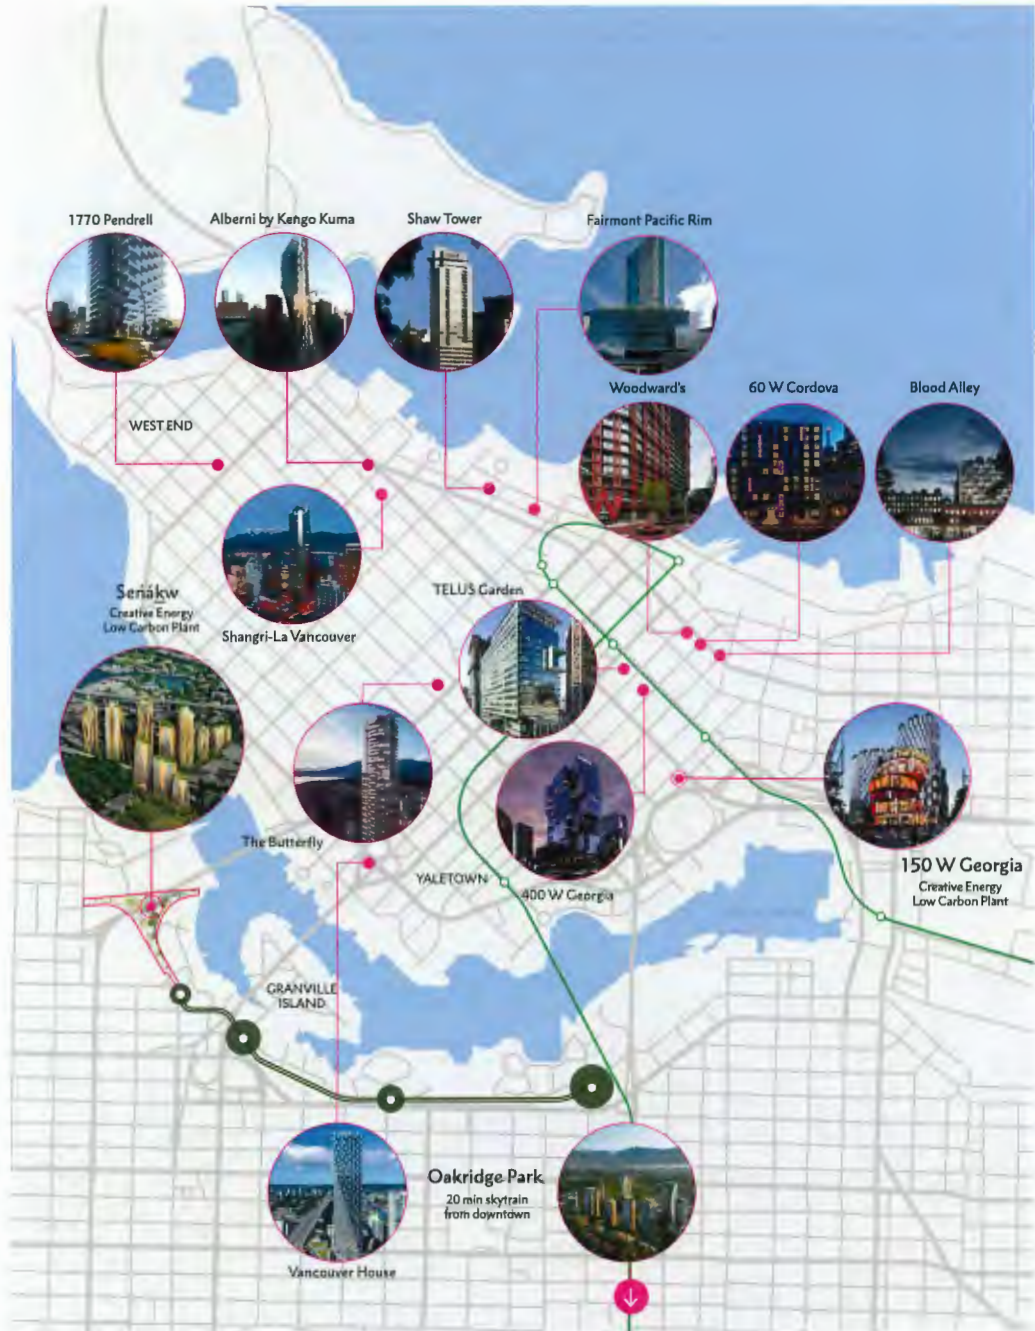 1770 Pendrell
Alberni by Kengo Kuma
Shaw Tower
Fairmont Pacific Rim
Woodward's
60 W Cordova
Blood Alley
WEST END
Seńáḵw
Creative Energy
Low Carbon Plant
Shangri-La Vancouver
TELUS Garden
The Butterfly
YALETOWN
400 W Georgia
150 W Georgia
Creative Energy
Low Carbon Plant
GRANVILLE
ISLAND
Oakridge Park
20 min skytrain
from downtown
Vancouver House